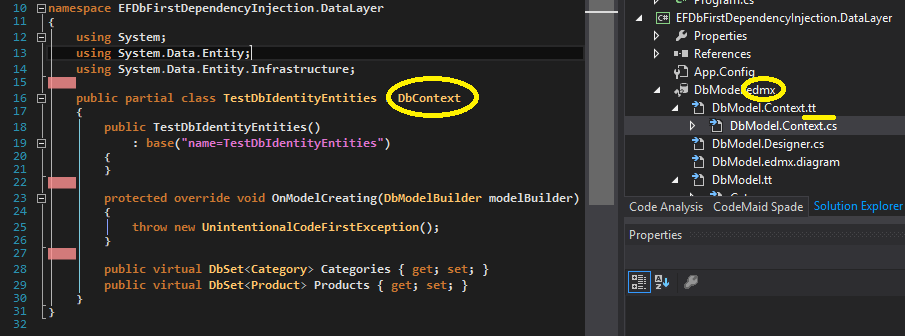 10 namespace EFDbFirstDependencyInjection.DataLayer
11 {
12 using System;
13 using System.Data.Entity;
14 using System.Data.Entity.Infrastructure;
15
16 public partial class TestDbIdentityEntities DbContext
17 {
18 public TestDbIdentityEntities()
19 : base("name=TestDbIdentityEntities")
20 {
21 }
22
23 protected override void OnModelCreating(DbModelBuilder modelBuilder)
24 {
25 throw new UnintentionalCodeFirstException();
26 }
27
28 public virtual DbSet<Category> Categories { get; set; }
29 public virtual DbSet<Product> Products { get; set; }
30 }
31 }
32
Program.cs
EFDbFirstDependencyInjection.DataLayer
Properties
References
App.Config
DbModel.edmx
DbModel.Context.tt
DbModel.Context.cs
DbModel.Designer.cs
DbModel.edmx.diagram
DbModel.tt
Code Analysis CodeMaid Spade Solution Explorer
Properties